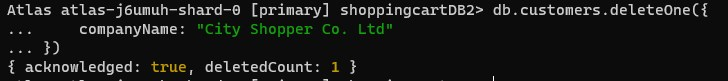 Atlas atlas-j6umuh-shard-0 [primary] shoppingcartDB2> db.customers.deleteOne({
...     companyName: "City Shopper Co. Ltd"
... })
{ acknowledged: true, deletedCount: 1 }